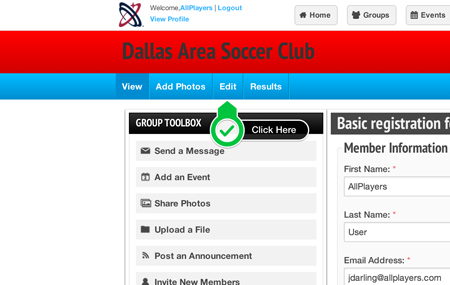 Welcome,AllPlayers | Logout
View Profile
Home
Groups
Events
Dallas Area Soccer Club
View
Add Photos
Edit
Results
GROUP TOOLBOX
Click Here
Send a Message
Add an Event
Share Photos
Upload a File
Post an Announcement
Invite New Members
Basic registration f
Member Information
First Name: *
AllPlayers
Last Name: *
User
Email Address: *
jdarling@allplayers.com